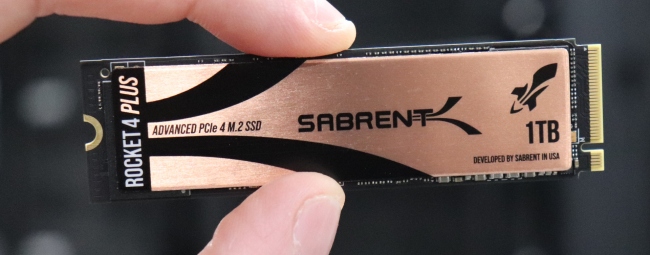 ROCKET 4 PLUS
ADVANCED PCIe 4 M.2 SSD
SABRENT
1TB
DEVELOPED BY SABRENT IN USA